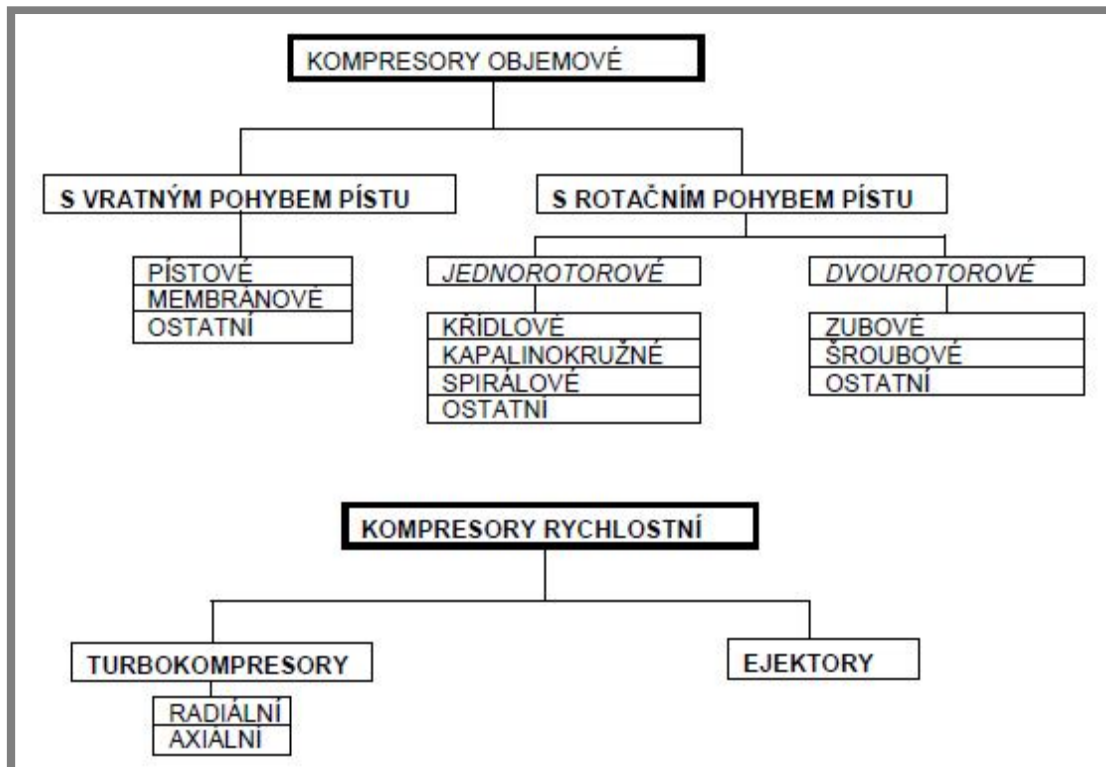 KOMPRESORY OBJEMOVÉ
S VRATNÝM POHYBEM PÍSTU
S ROTAČNÍM POHYBEM PÍSTU
PÍSTOVÉ
MEMBRÁNOVÉ
OSTATNÍ
JEDNOROTOROVÉ
KŘÍDLOVÉ
KAPALINOKRUŽNÉ
SPIRÁLOVÉ
OSTATNÍ
DVOUROTOROVÉ
ZUBOVÉ
ŠROUBOVÉ
OSTATNÍ
KOMPRESORY RYCHLOSTNÍ
TURBOKOMPRESORY
RADIÁLNÍ
AXIÁLNÍ
EJEKTORY